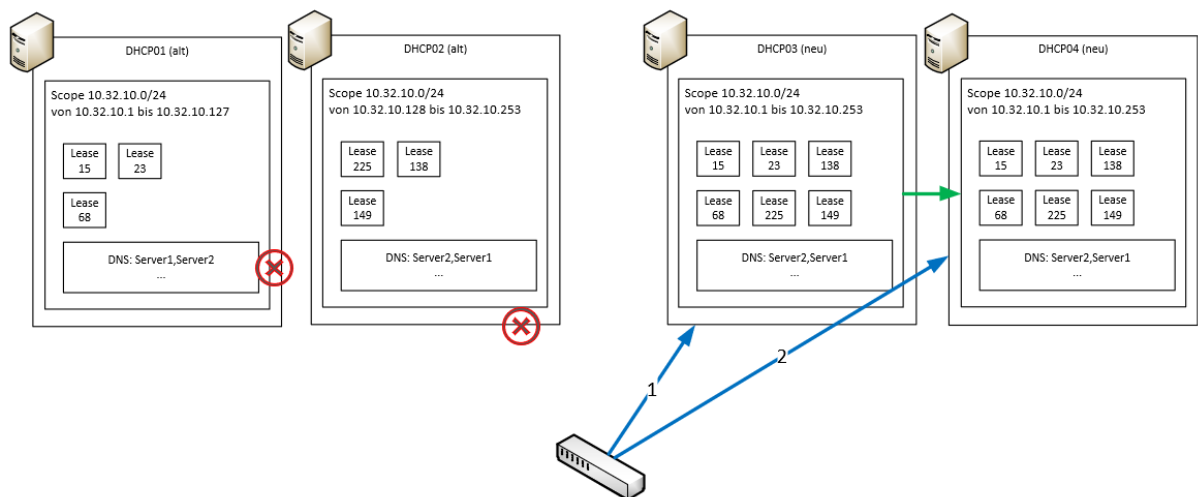 DHCP01 (alt)
Scope 10.32.10.0/24
von 10.32.10.1 bis 10.32.10.127
Lease
15
Lease
23
Lease
68
DNS: Server1,Server2
...
DHCP02 (alt)
Scope 10.32.10.0/24
von 10.32.10.128 bis 10.32.10.253
Lease
225
Lease
138
Lease
149
DNS: Server2,Server1
...
DHCP03 (neu)
Scope 10.32.10.0/24
von 10.32.10.1 bis 10.32.10.253
Lease
15
Lease
23
Lease
138
Lease
68
Lease
225
Lease
149
DNS: Server2,Server1
...
DHCP04 (neu)
Scope 10.32.10.0/24
von 10.32.10.1 bis 10.32.10.253
Lease
15
Lease
23
Lease
138
Lease
68
Lease
225
Lease
149
DNS: Server2,Server1
...
1
2